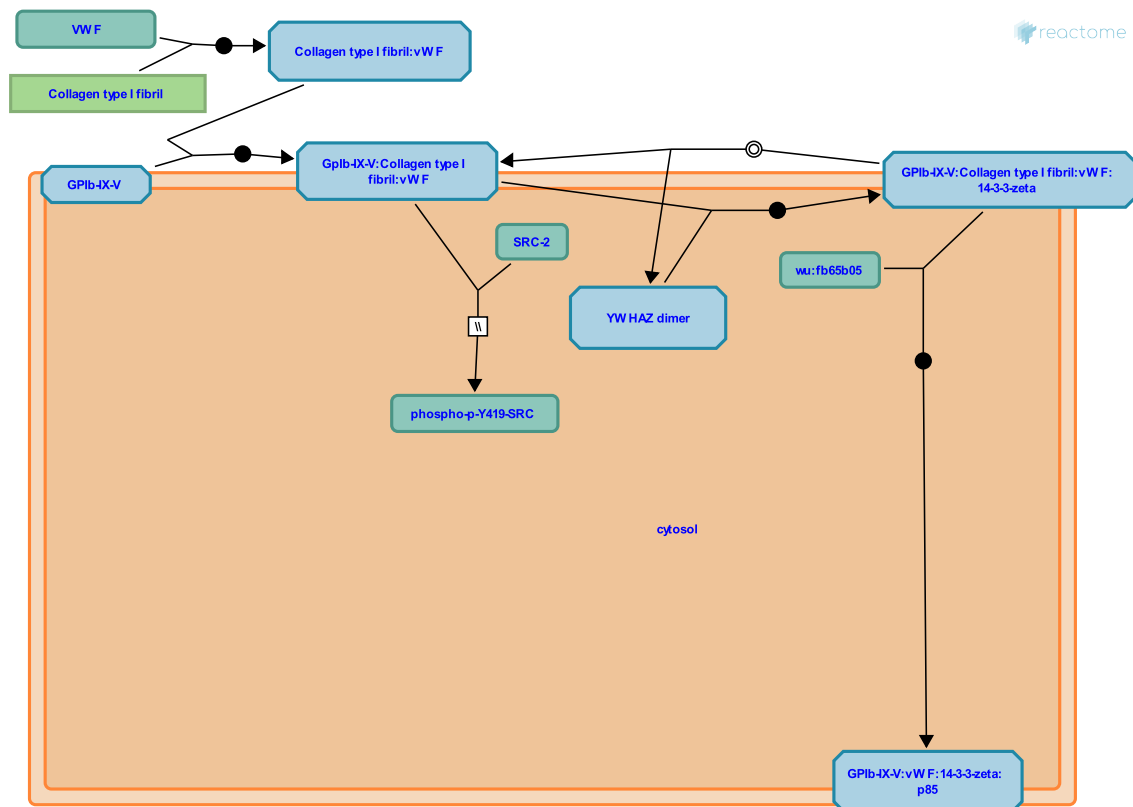 VWF
Collagen type I fibril:vWF
reactome
Collagen type I fibril
GPIb-IX-V
GpIb-IX-V:Collagen type I
fibril:vWF
GPIb-IX-V:Collagen type I fibril:vWF:
14-3-3-zeta
SRC-2
wu:fb65b05
YWHAZ dimer
\\
phospho-p-Y419-SRC
cytosol
GPIb-IX-V:vWF:14-3-3-zeta:
p85